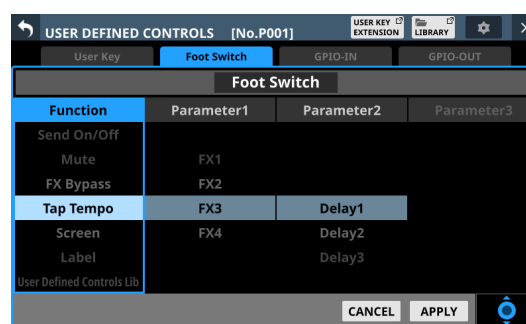 USER DEFINED CONTROLS [No.P001] USER KEY EXTENSION LIBRARY
User Key Foot Switch GPIO-IN GPIO-OUT
Foot Switch
Function Parameter1 Parameter2 Parameter3
Send On/Off
Mute FX1
FX Bypass FX2
Tap Tempo FX3 Delay1
Screen FX4 Delay2
Label Delay3
User Defined Controls Lib
CANCEL APPLY